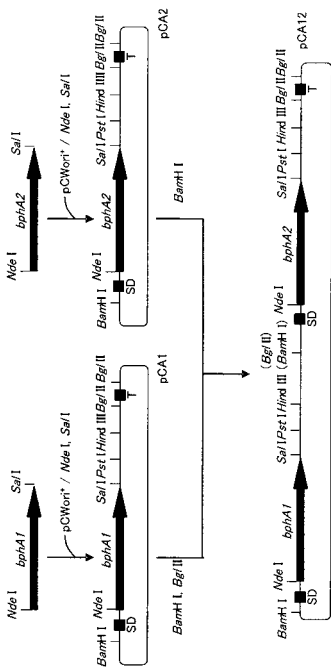 Nde I Sal I
bphA1
pCWori⁺ / Nde I, Sal I
BamH I Nde I Sal I Pst I Hind III Bgl II Bgl II
bphA1
SD T
pCA1
BamH I, Bgl II
Nde I Sal I
bphA2
pCWori⁺ / Nde I, Sal I
BamH I Nde I Sal I Pst I Hind III Bgl II Bgl II
bphA2
SD T
pCA2
BamH I
(Bgl II)
BamH I Nde I Sal I Pst I Hind III (BamH I) Nde I Sal I Pst I Hind III Bgl II
bphA1 bphA2
SD SD T
pCA12